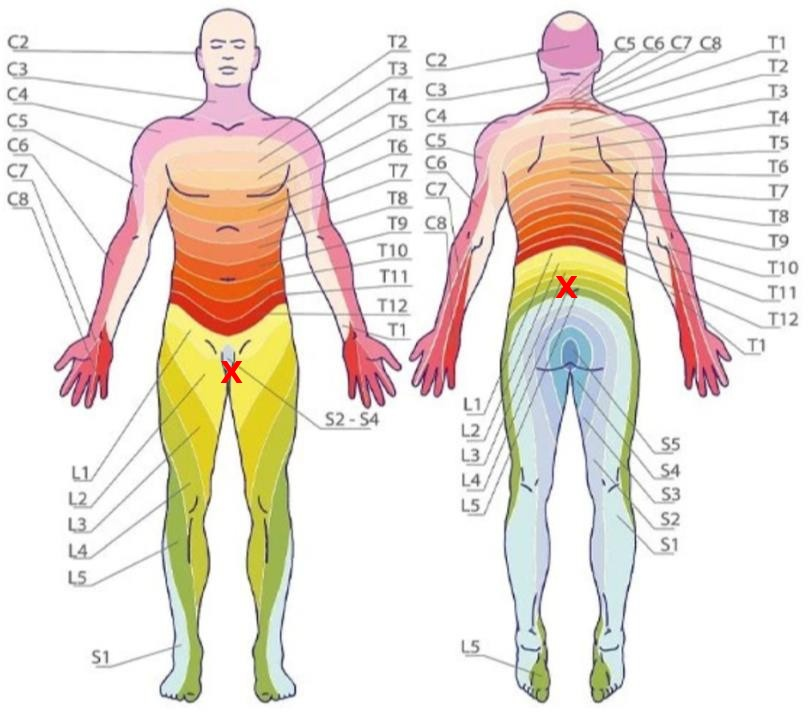 C2
C3
C4
C5
C6
C7
C8
T2
T3
T4
T5
T6
T7
T8
T9
T10
T11
T12
T1
X
S2 - S4
L1
L2
L3
L4
L5
S1
C2
C3
C4
C5
C6
C7
C8
C5 C6 C7 C8
T1
T2
T3
T4
T5
T6
T7
T8
T9
T10
T11
T12
T1
X
L1
L2
L3
L4
L5
S5
S4
S3
S2
S1
L5